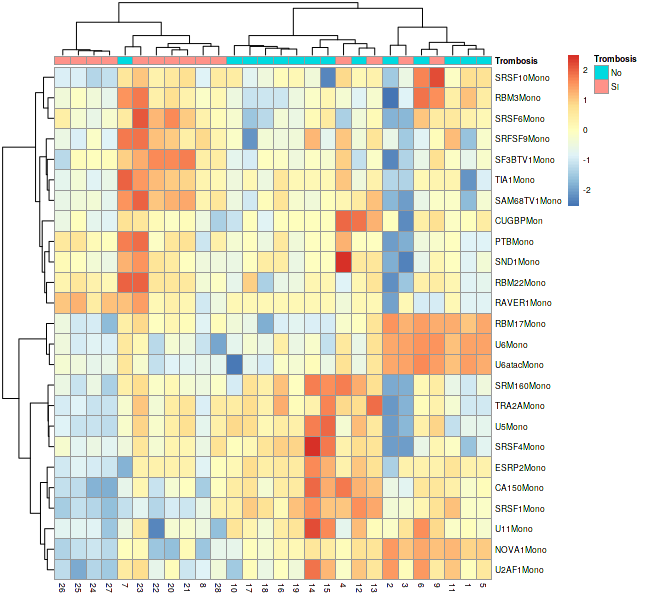 Trombosis
SRSF10Mono
RBM3Mono
SRSF6Mono
SRFSF9Mono
SF3BTV1Mono
TIA1Mono
SAM68TV1Mono
CUGBPMon
PTBMono
SND1Mono
RBM22Mono
RAVER1Mono
RBM17Mono
U6Mono
U6atacMono
SRM160Mono
TRA2AMono
U5Mono
SRSF4Mono
ESRP2Mono
CA150Mono
SRSF1Mono
U11Mono
NOVA1Mono
U2AF1Mono
26 25 24 27 7 23 22 20 21 8 28 10 17 18 16 19 14 15 4 12 13 2 3 6 9 11 1 5
2
1
0
-1
-2
Trombosis
No
SI